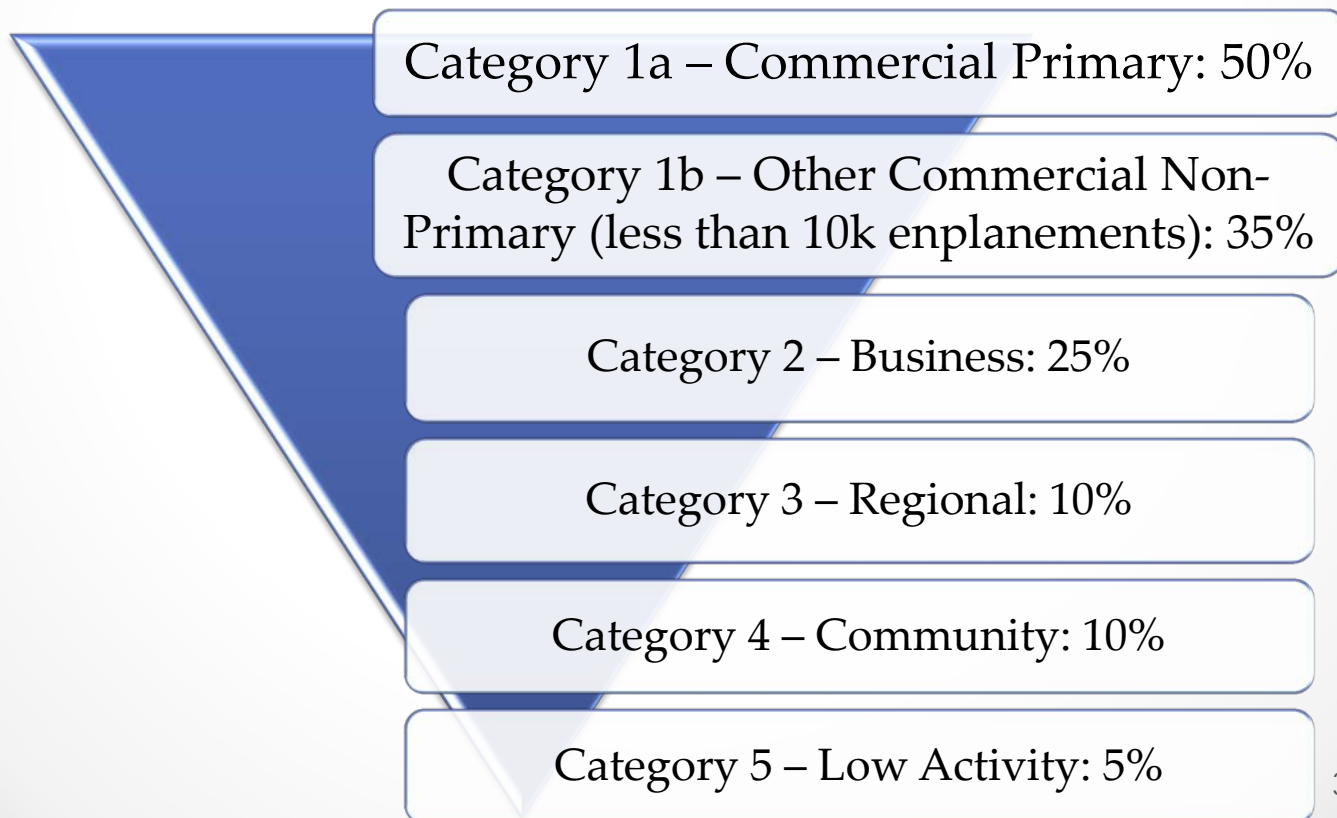 Category 1a – Commercial Primary: 50%
Category 1b – Other Commercial Non-
Primary (less than 10k enplanements): 35%
Category 2 – Business: 25%
Category 3 – Regional: 10%
Category 4 – Community: 10%
Category 5 – Low Activity: 5%